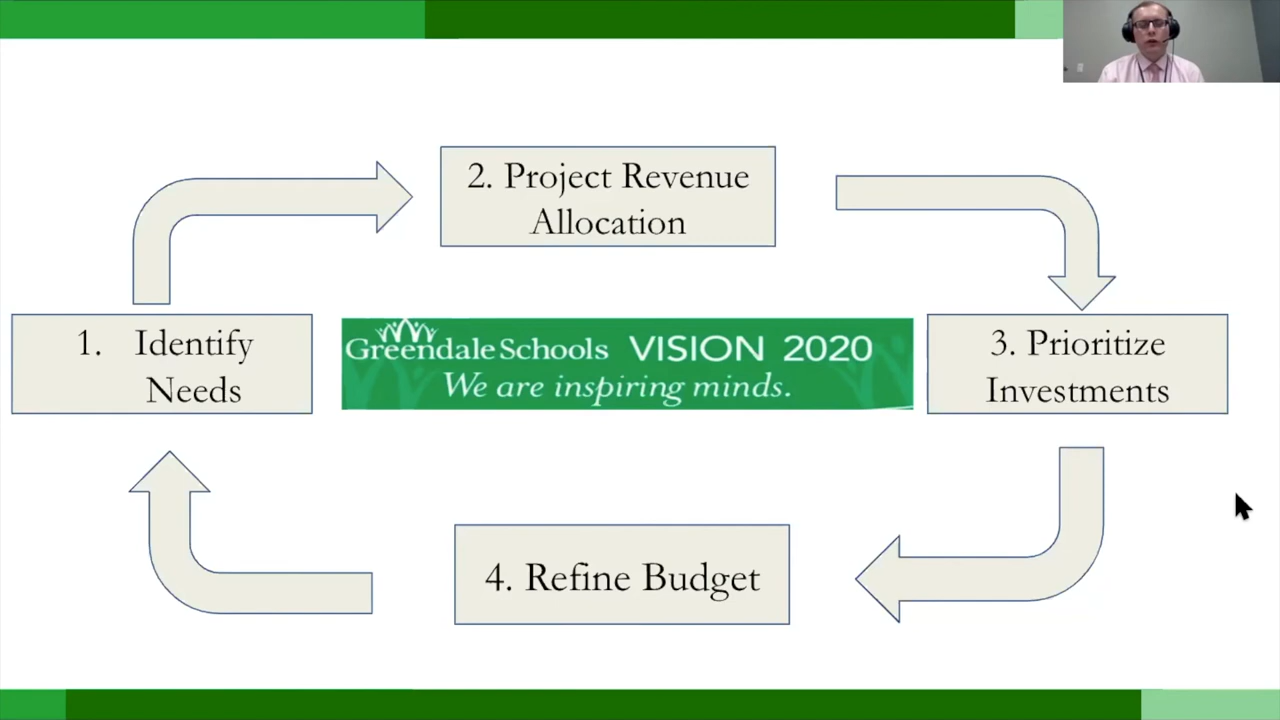 2. Project Revenue
Allocation
1. Identify
Needs
Greendale Schools VISION 2020
We are inspiring minds.
3. Prioritize
Investments
4. Refine Budget